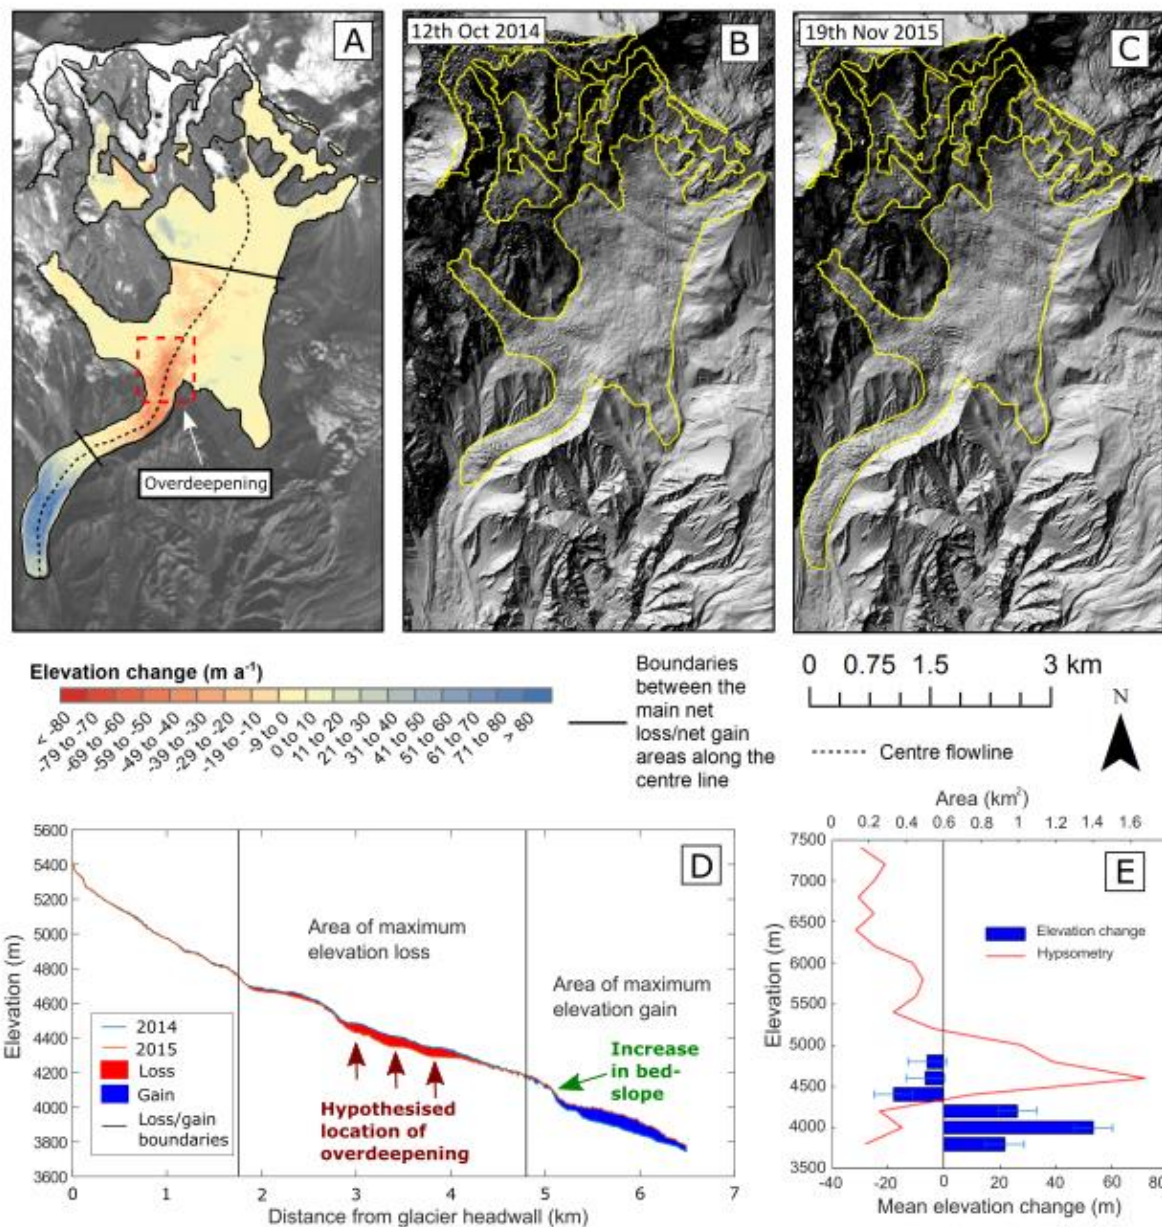 A
12th Oct 2014
B
19th Nov 2015
C
Overdeepening
Elevation change (m a⁻¹)
< -80
-79 to -70
-69 to -60
-59 to -50
-49 to -40
-39 to -30
-29 to -20
-19 to -10
-9 to 0
0 to 10
11 to 20
21 to 30
31 to 40
41 to 50
51 to 60
61 to 70
71 to 80
> 80
Boundaries
between the
main net
loss/net gain
areas along the
centre line
0 0.75 1.5 3 km
Centre flowline
N
D
5600
5400
5200
5000
4800
4600
4400
4200
4000
3800
3600
Elevation (m)
Area of maximum
elevation loss
Area of maximum
elevation gain
2014
2015
Loss
Gain
Loss/gain
boundaries
Hypothesised
location of
overdeepening
Increase
in bed-
slope
0 1 2 3 4 5 6 7
Distance from glacier headwall (km)
Area (km²)
0 0.2 0.4 0.6 0.8 1 1.2 1.4 1.6
E
7500
7000
6500
6000
5500
5000
4500
4000
3500
Elevation (m)
Elevation change
Hypsometry
-40 -20 0 20 40 60 80
Mean elevation change (m)